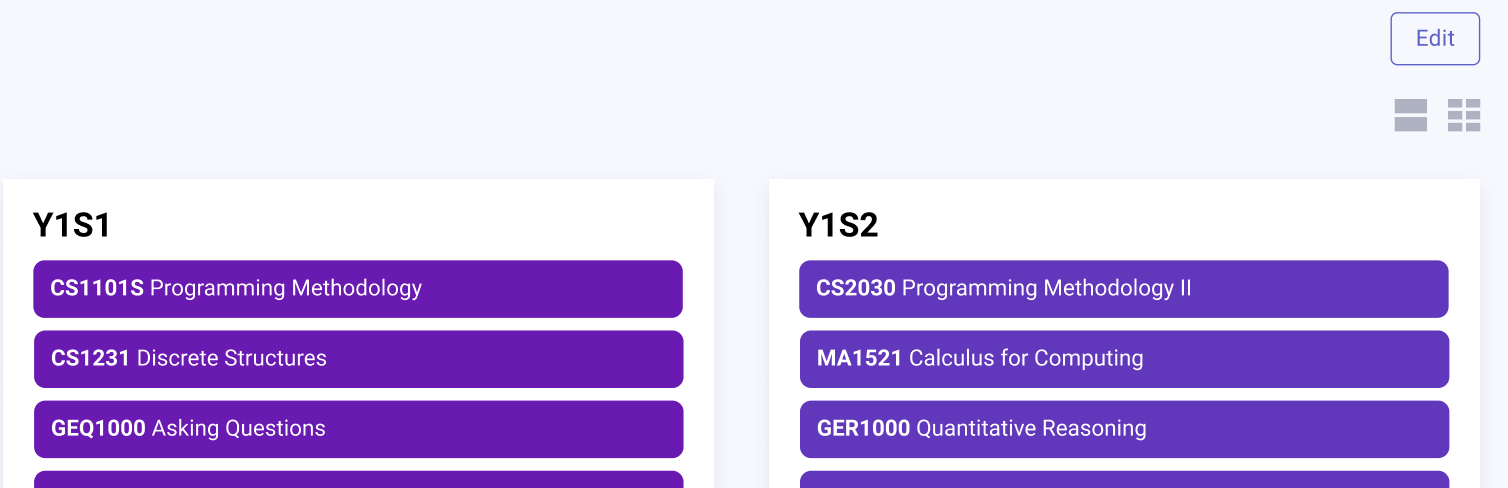 Edit
Y1S1
CS1101S Programming Methodology
CS1231 Discrete Structures
GEQ1000 Asking Questions
Y1S2
CS2030 Programming Methodology II
MA1521 Calculus for Computing
GER1000 Quantitative Reasoning